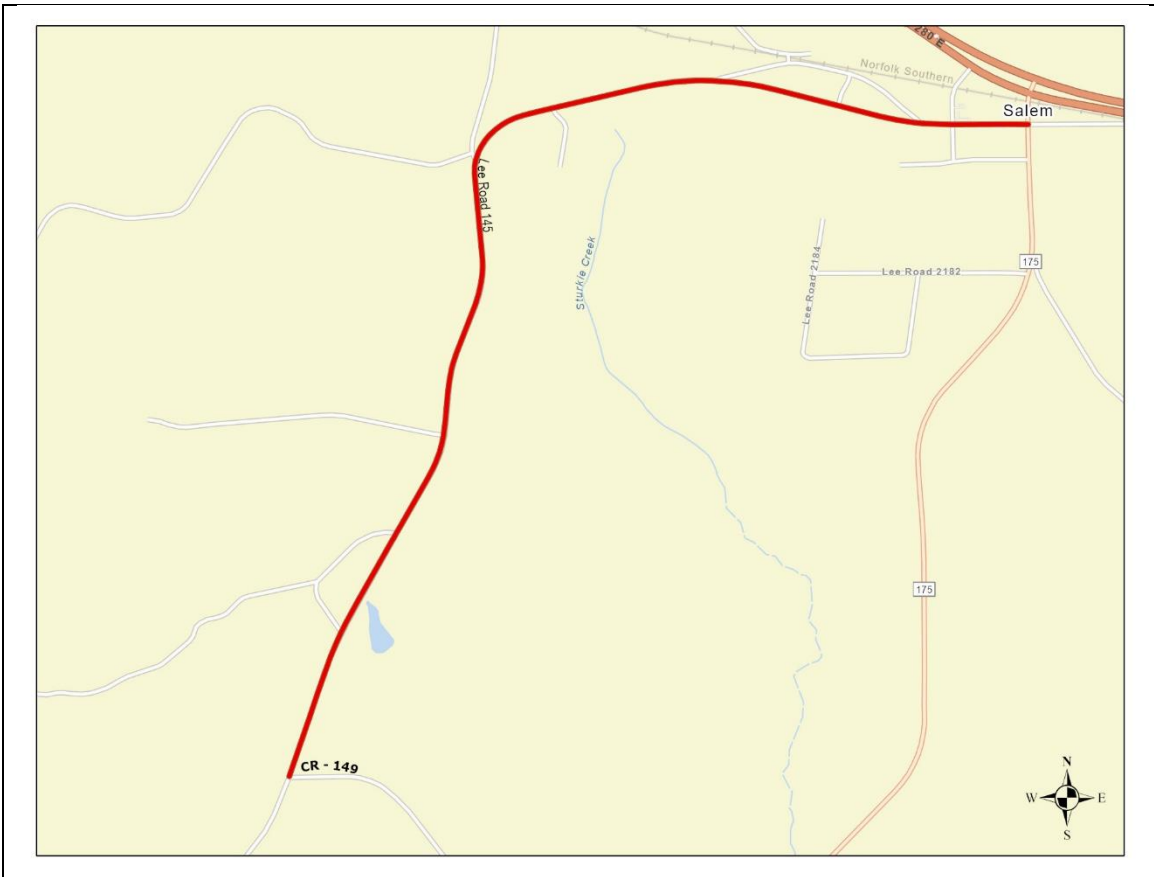 280 E
Norfolk Southern
Salem
Lee Road 145
Sturkie Creek
Lee Road 2184
Lee Road 2182
175
175
CR - 149
N
W E
S